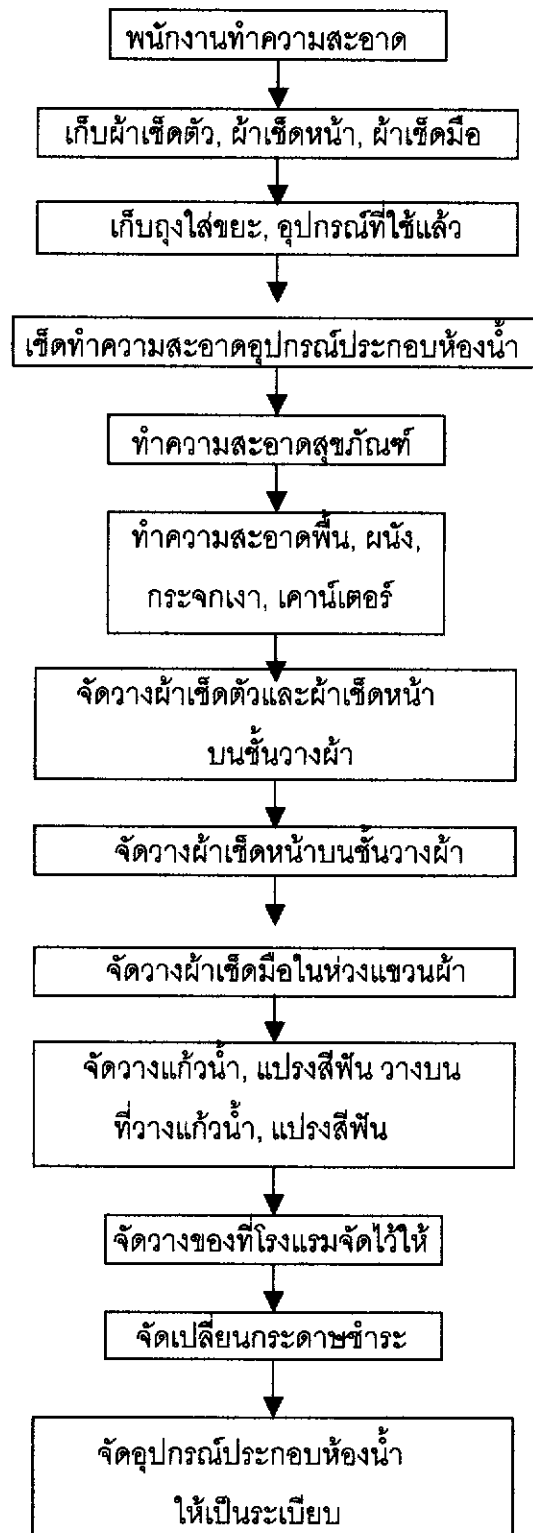 พนักงานทำความสะอาด
เก็บผ้าเช็ดตัว, ผ้าเช็ดหน้า, ผ้าเช็ดมือ
เก็บถุงใส่ขยะ, อุปกรณ์ที่ใช้แล้ว
เช็ดทำความสะอาดอุปกรณ์ประกอบห้องน้ำ
ทำความสะอาดสุขภัณฑ์
ทำความสะอาดพื้น, ผนัง,
กระจกเงา, เคาน์เตอร์
จัดวางผ้าเช็ดตัวและผ้าเช็ดหน้า
บนชั้นวางผ้า
จัดวางผ้าเช็ดหน้าบนชั้นวางผ้า
จัดวางผ้าเช็ดมือในห่วงแขวนผ้า
จัดวางแก้วน้ำ, แปรงสีฟัน วางบน
ที่วางแก้วน้ำ, แปรงสีฟัน
จัดวางของที่โรงแรมจัดไว้ให้
จัดเปลี่ยนกระดาษชำระ
จัดอุปกรณ์ประกอบห้องน้ำ
ให้เป็นระเบียบ